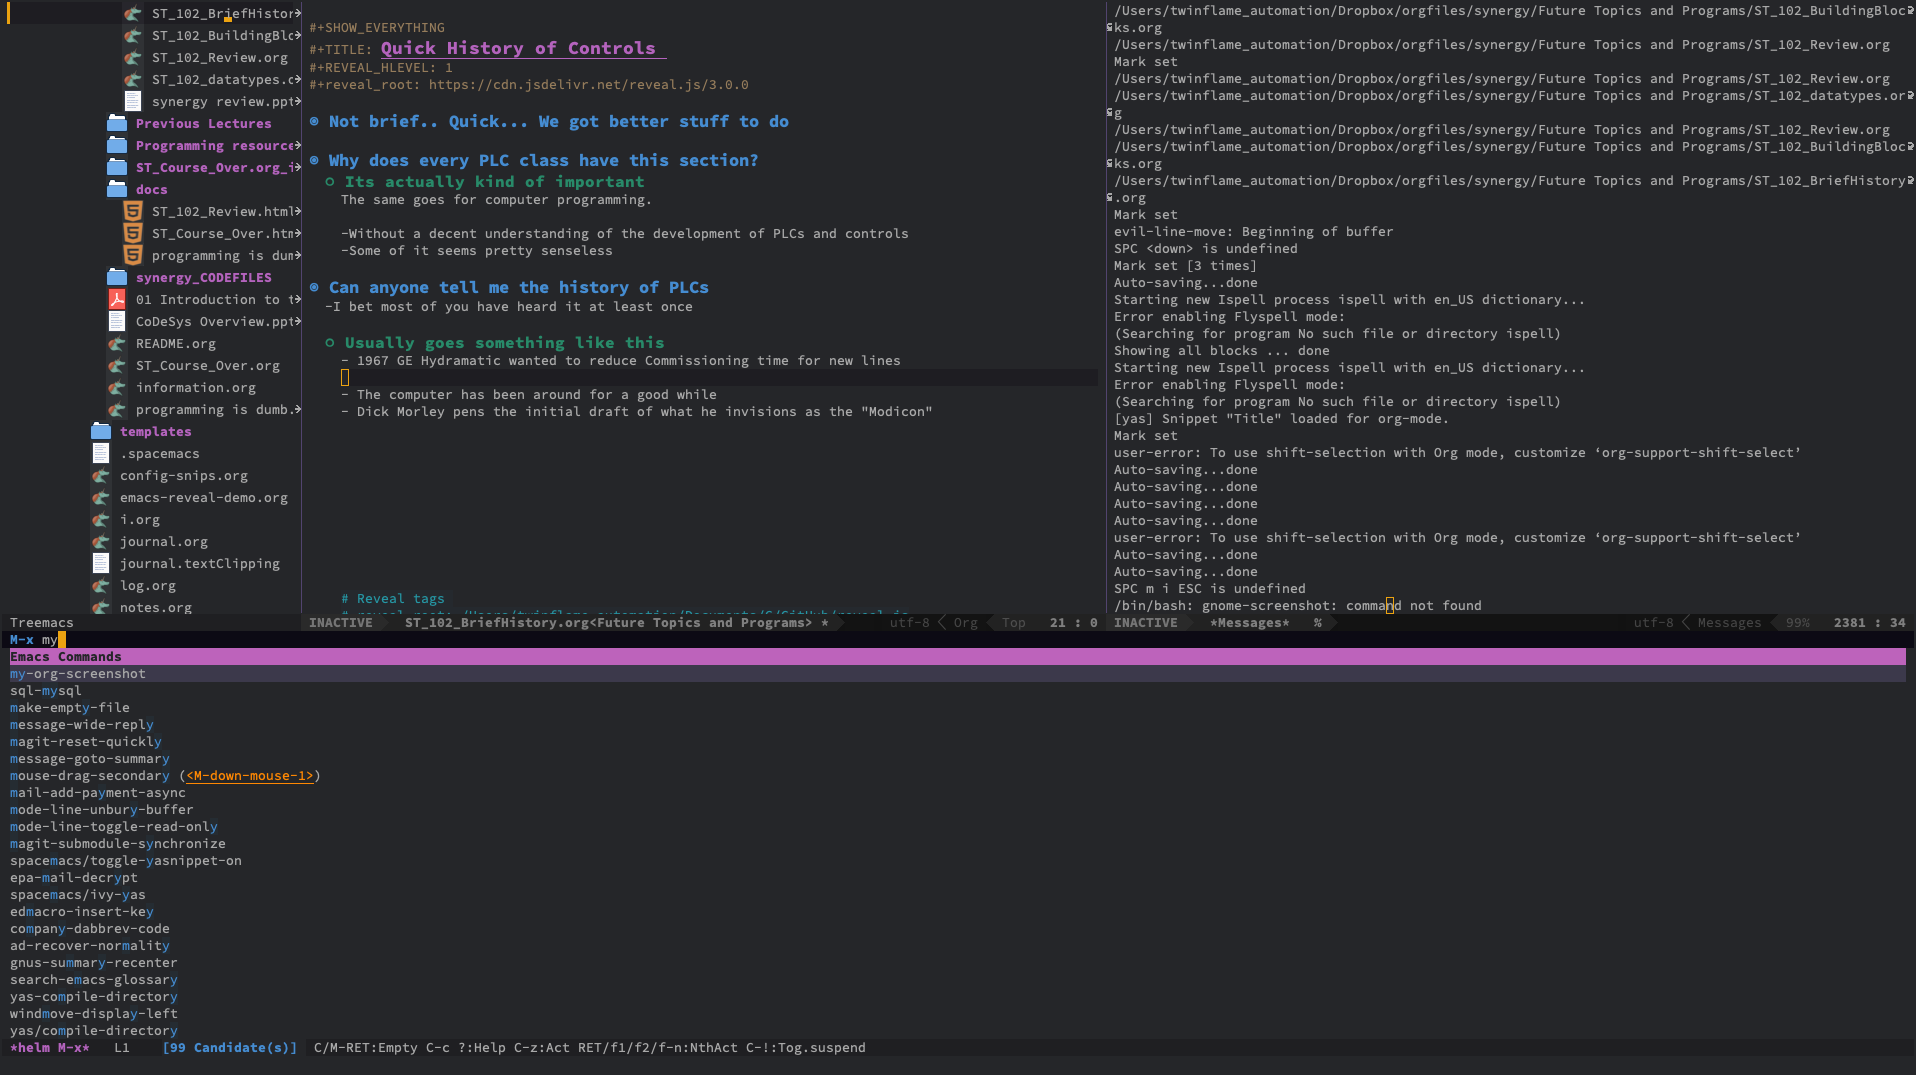 ST_102_BriefHistor
ST_102_BuildingBlo
ST_102_Review.org
ST_102_datatypes.o
synergy review.ppt
Previous Lectures
Programming resource
ST_Course_Over.org_i
docs
ST_102_Review.html
ST_Course_Over.htm
programming is dum
synergy_CODEFILES
01 Introduction to t
CoDeSys Overview.ppt
README.org
ST_Course_Over.org
information.org
programming is dumb.
templates
.spacemacs
config-snips.org
emacs-reveal-demo.org
i.org
journal.org
journal.textClipping
log.org
notes.org
Treemacs
#+SHOW_EVERYTHING
#+TITLE: Quick History of Controls
#+REVEAL_HLEVEL: 1
#+reveal_root: https://cdn.jsdelivr.net/reveal.js/3.0.0
Not brief.. Quick... We got better stuff to do
Why does every PLC class have this section?
Its actually kind of important
The same goes for computer programming.
-Without a decent understanding of the development of PLCs and controls
-Some of it seems pretty senseless
Can anyone tell me the history of PLCs
-I bet most of you have heard it at least once
Usually goes something like this
- 1967 GE Hydramatic wanted to reduce Commissioning time for new lines
- The computer has been around for a good while
- Dick Morley pens the initial draft of what he invisions as the "Modicon"
# Reveal tags
# reveal_root: /Users/twinflame_automation/Documents/G/GitHub/reveal.js
INACTIVE ST_102_BriefHistory.org<Future Topics and Programs> * utf-8 Org Top 21 : 0
/Users/twinflame_automation/Dropbox/orgfiles/synergy/Future Topics and Programs/ST_102_BuildingBloc
ks.org
/Users/twinflame_automation/Dropbox/orgfiles/synergy/Future Topics and Programs/ST_102_Review.org
Mark set
/Users/twinflame_automation/Dropbox/orgfiles/synergy/Future Topics and Programs/ST_102_Review.org
/Users/twinflame_automation/Dropbox/orgfiles/synergy/Future Topics and Programs/ST_102_datatypes.or
g
/Users/twinflame_automation/Dropbox/orgfiles/synergy/Future Topics and Programs/ST_102_Review.org
/Users/twinflame_automation/Dropbox/orgfiles/synergy/Future Topics and Programs/ST_102_BuildingBloc
ks.org
/Users/twinflame_automation/Dropbox/orgfiles/synergy/Future Topics and Programs/ST_102_BriefHistory
.org
Mark set
evil-line-move: Beginning of buffer
SPC <down> is undefined
Mark set [3 times]
Auto-saving...done
Starting new Ispell process ispell with en_US dictionary...
Error enabling Flyspell mode:
(Searching for program No such file or directory ispell)
Showing all blocks ... done
Starting new Ispell process ispell with en_US dictionary...
Error enabling Flyspell mode:
(Searching for program No such file or directory ispell)
[yas] Snippet "Title" loaded for org-mode.
Mark set
user-error: To use shift-selection with Org mode, customize ‘org-support-shift-select’
Auto-saving...done
Auto-saving...done
Auto-saving...done
Auto-saving...done
user-error: To use shift-selection with Org mode, customize ‘org-support-shift-select’
Auto-saving...done
Auto-saving...done
SPC m i ESC is undefined
/bin/bash: gnome-screenshot: command not found
INACTIVE *Messages* % utf-8 Messages 99% 2381 : 34
M-x my
Emacs Commands
my-org-screenshot
sql-mysql
make-empty-file
message-wide-reply
magit-reset-quickly
message-goto-summary
mouse-drag-secondary (<M-down-mouse-1>)
mail-add-payment-async
mode-line-unbury-buffer
mode-line-toggle-read-only
magit-submodule-synchronize
spacemacs/toggle-yasnippet-on
epa-mail-decrypt
spacemacs/ivy-yas
edmacro-insert-key
company-dabbrev-code
ad-recover-normality
gnus-summary-recenter
search-emacs-glossary
yas-compile-directory
windmove-display-left
yas/compile-directory
*helm M-x* L1 [99 Candidate(s)] C/M-RET:Empty C-c ?:Help C-z:Act RET/f1/f2/f-n:NthAct C-!:Tog.suspend